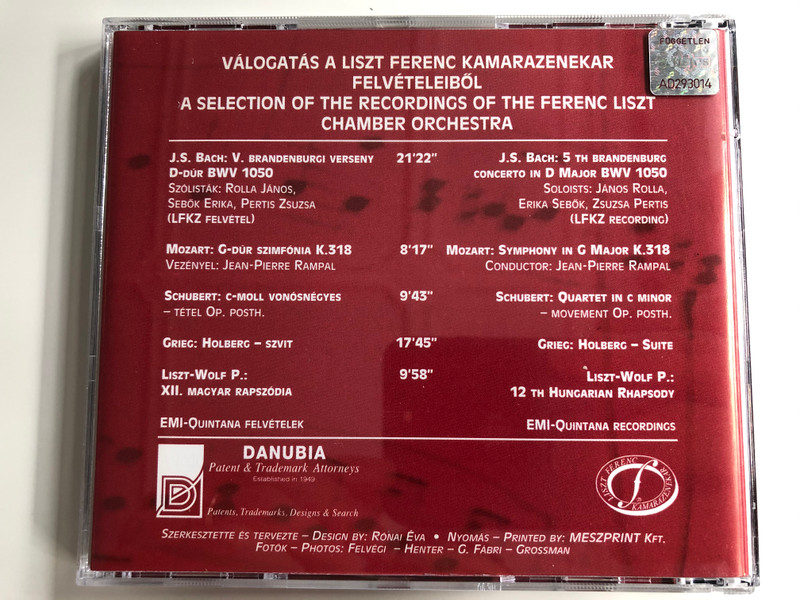 FÜGGETLEN
AD293014
VÁLOGATÁS A LISZT FERENC KAMARAZENEKAR
FELVÉTELEIBŐL
A SELECTION OF THE RECORDINGS OF THE FERENC LISZT
CHAMBER ORCHESTRA
J.S. BACH: V. BRANDENBURGI VERSENY 21'22" J.S. BACH: 5 TH BRANDENBURG
D-DÚR BWV 1050 CONCERTO IN D MAJOR BWV 1050
SZÓLISTÁK: ROLLA JÁNOS, SOLOISTS: JÁNOS ROLLA,
SEBŐK ERIKA, PERTIS ZSUZSA ERIKA SEBŐK, ZSUZSA PERTIS
(LFKZ FELVÉTEL) (LFKZ RECORDING)
MOZART: G-DÚR SZIMFÓNIA K.318 8'17" MOZART: SYMPHONY IN G MAJOR K.318
VEZÉNYEL: JEAN-PIERRE RAMPAL CONDUCTOR: JEAN-PIERRE RAMPAL
SCHUBERT: C-MOLL VONÓSNÉGYES 9'43" SCHUBERT: QUARTET IN C MINOR
– TÉTEL OP. POSTH. – MOVEMENT OP. POSTH.
GRIEG: HOLBERG – SZVIT 17'45" GRIEG: HOLBERG – SUITE
LISZT-WOLF P.: 9'58" LISZT-WOLF P.:
XII. MAGYAR RAPSZÓDIA 12 TH HUNGARIAN RHAPSODY
EMI-QUINTANA FELVÉTELEK EMI-QUINTANA RECORDINGS
DANUBIA
Patent & Trademark Attorneys
Established in 1949
Patents, Trademarks, Designs & Search
LISZT FERENC
KAMARAZENEKAR
SZERKESZTETTE ÉS TERVEZTE – DESIGN BY: RÓNAI ÉVA • NYOMÁS – PRINTED BY: MESZPRINT KFT.
FOTÓK – PHOTOS: FELVÉGI – HENTER – G. FÁBRI – GROSSMAN